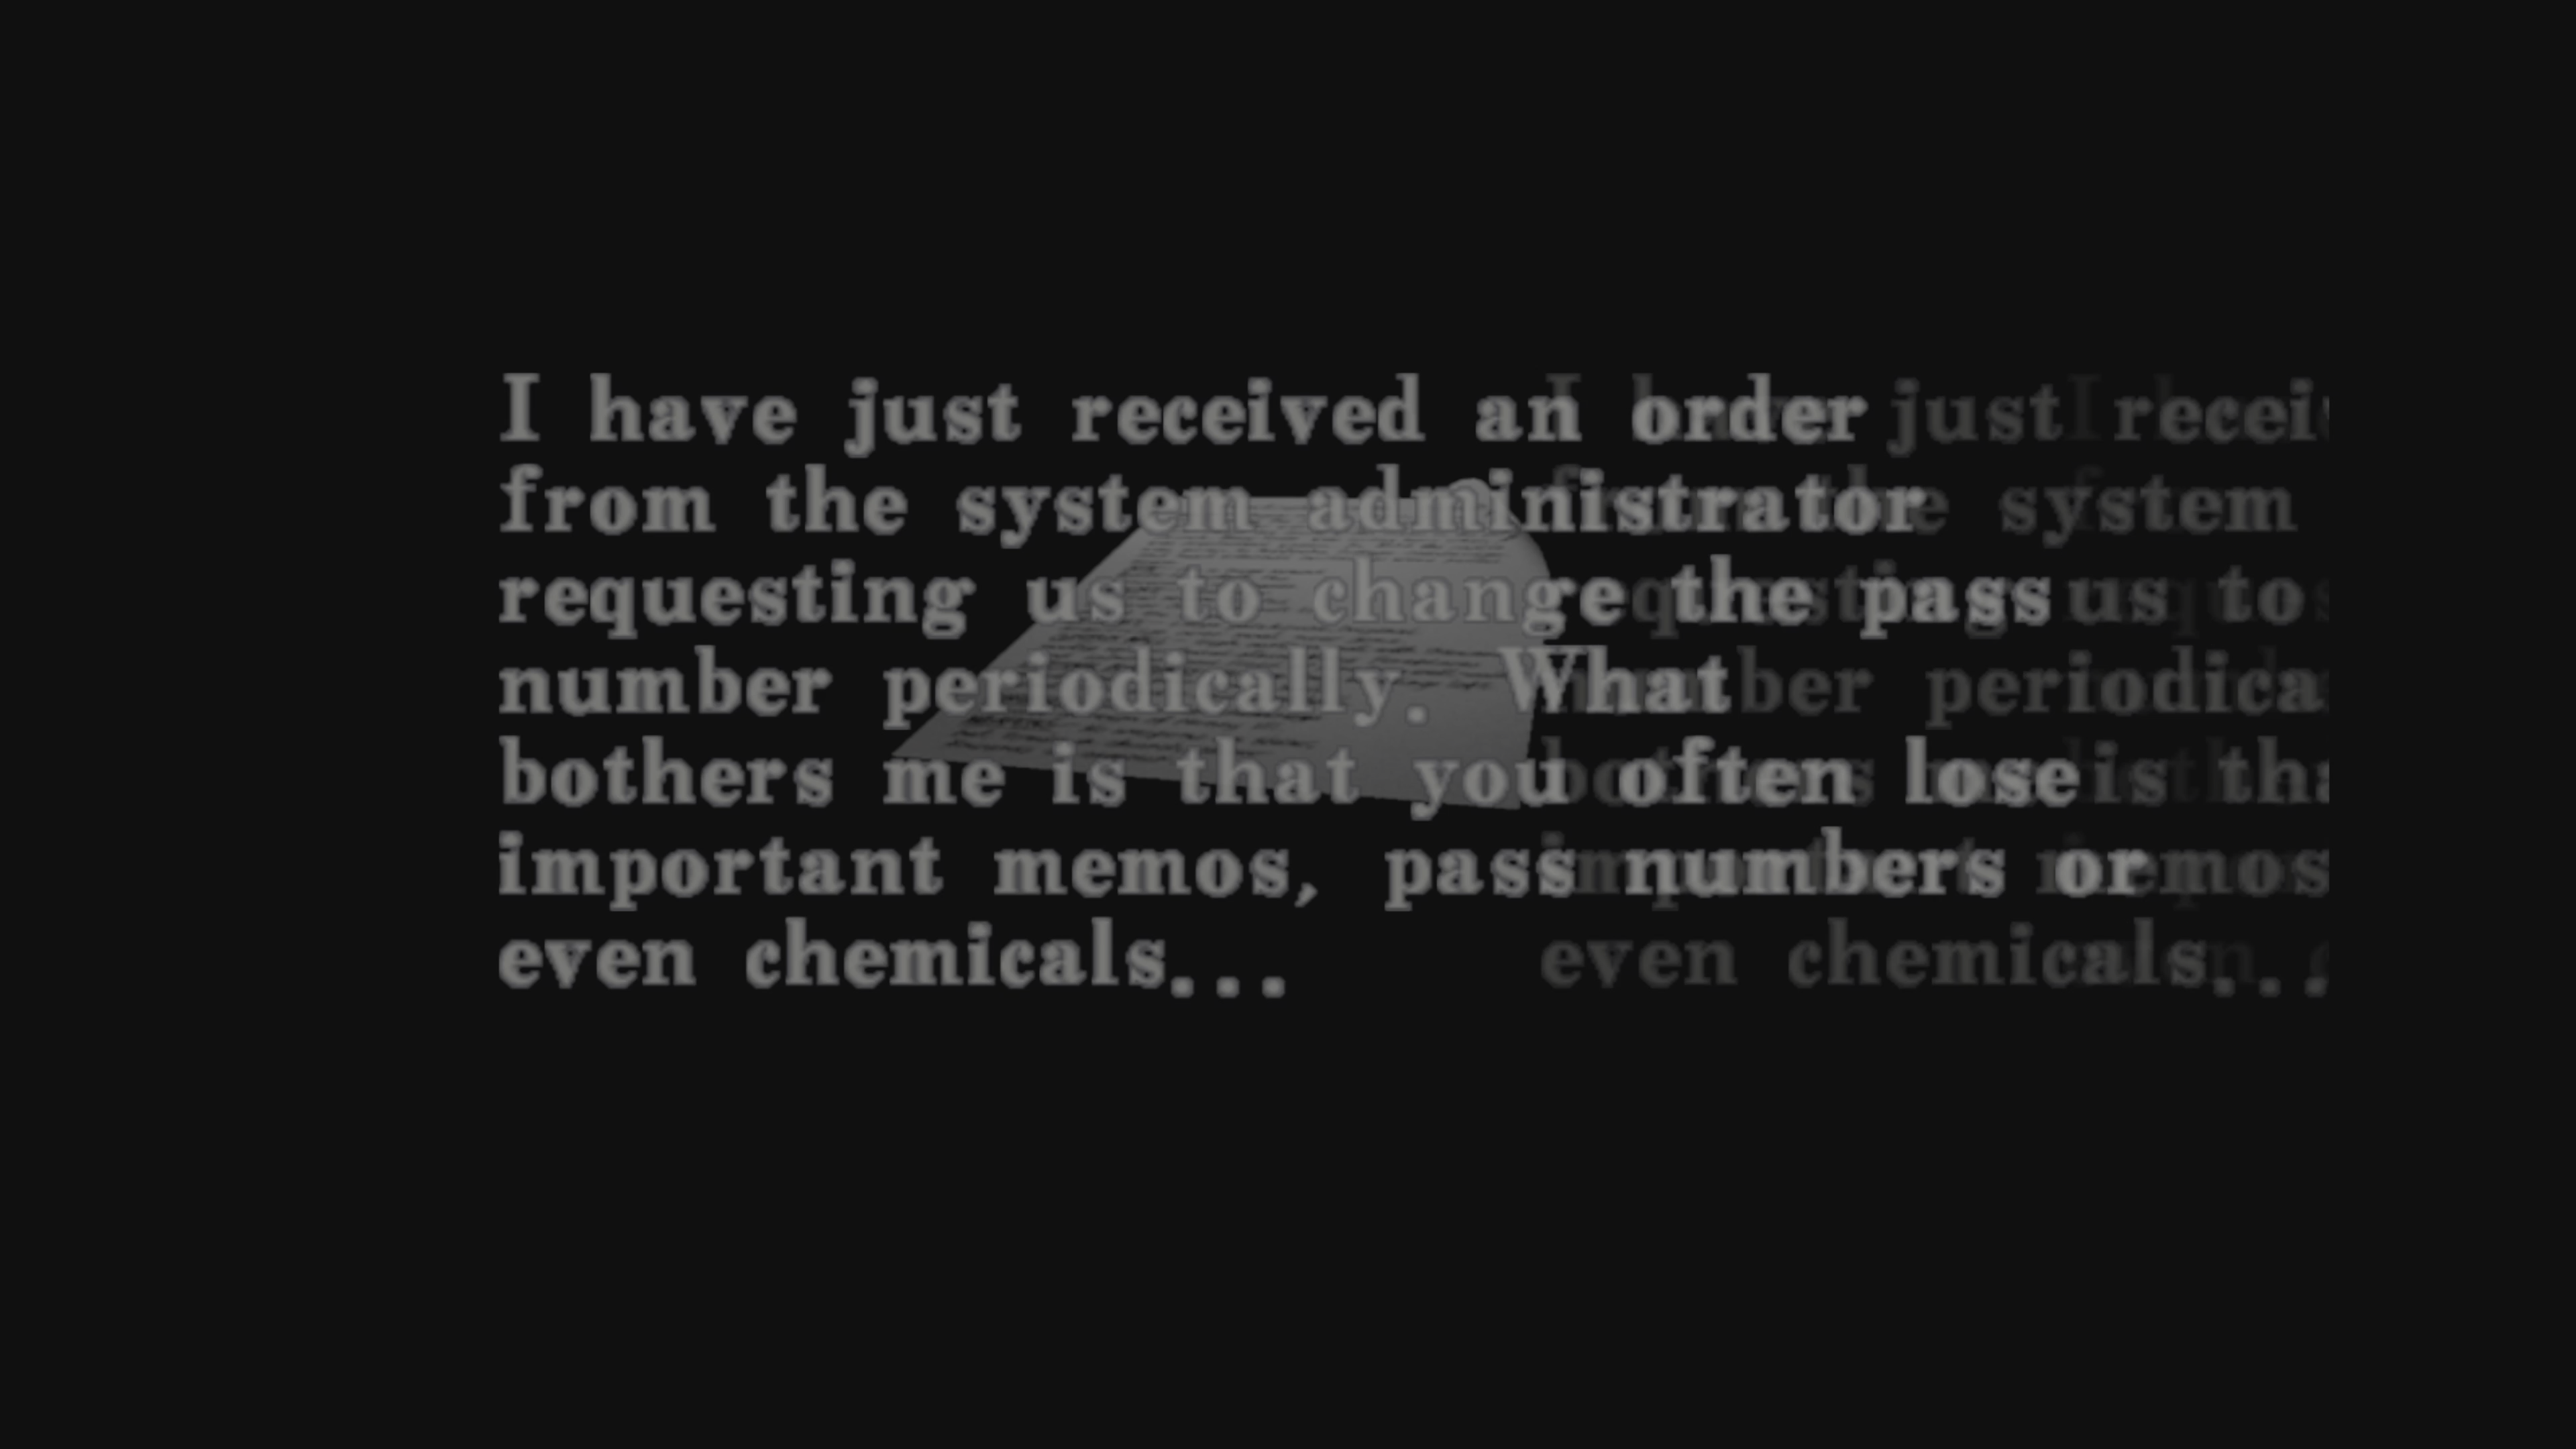 I have just received an order
from the system administrator
requesting us to change the pass
number periodically. What
bothers me is that you often lose
important memos, pass numbers or
even chemicals...